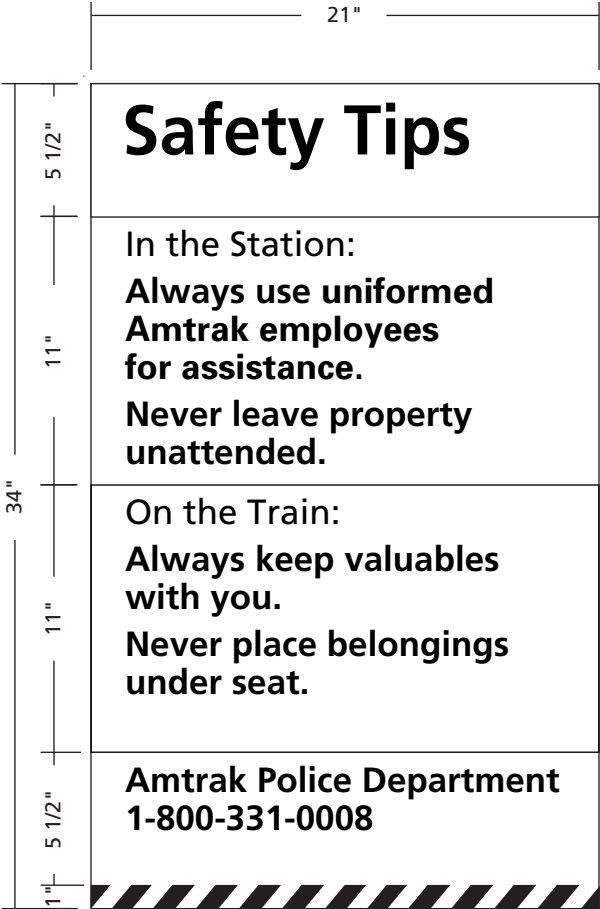 21"
5 1/2"
Safety Tips
11"
In the Station:
Always use uniformed
Amtrak employees
for assistance.
Never leave property
unattended.
34"
11"
On the Train:
Always keep valuables
with you.
Never place belongings
under seat.
5 1/2"
Amtrak Police Department
1-800-331-0008
1"